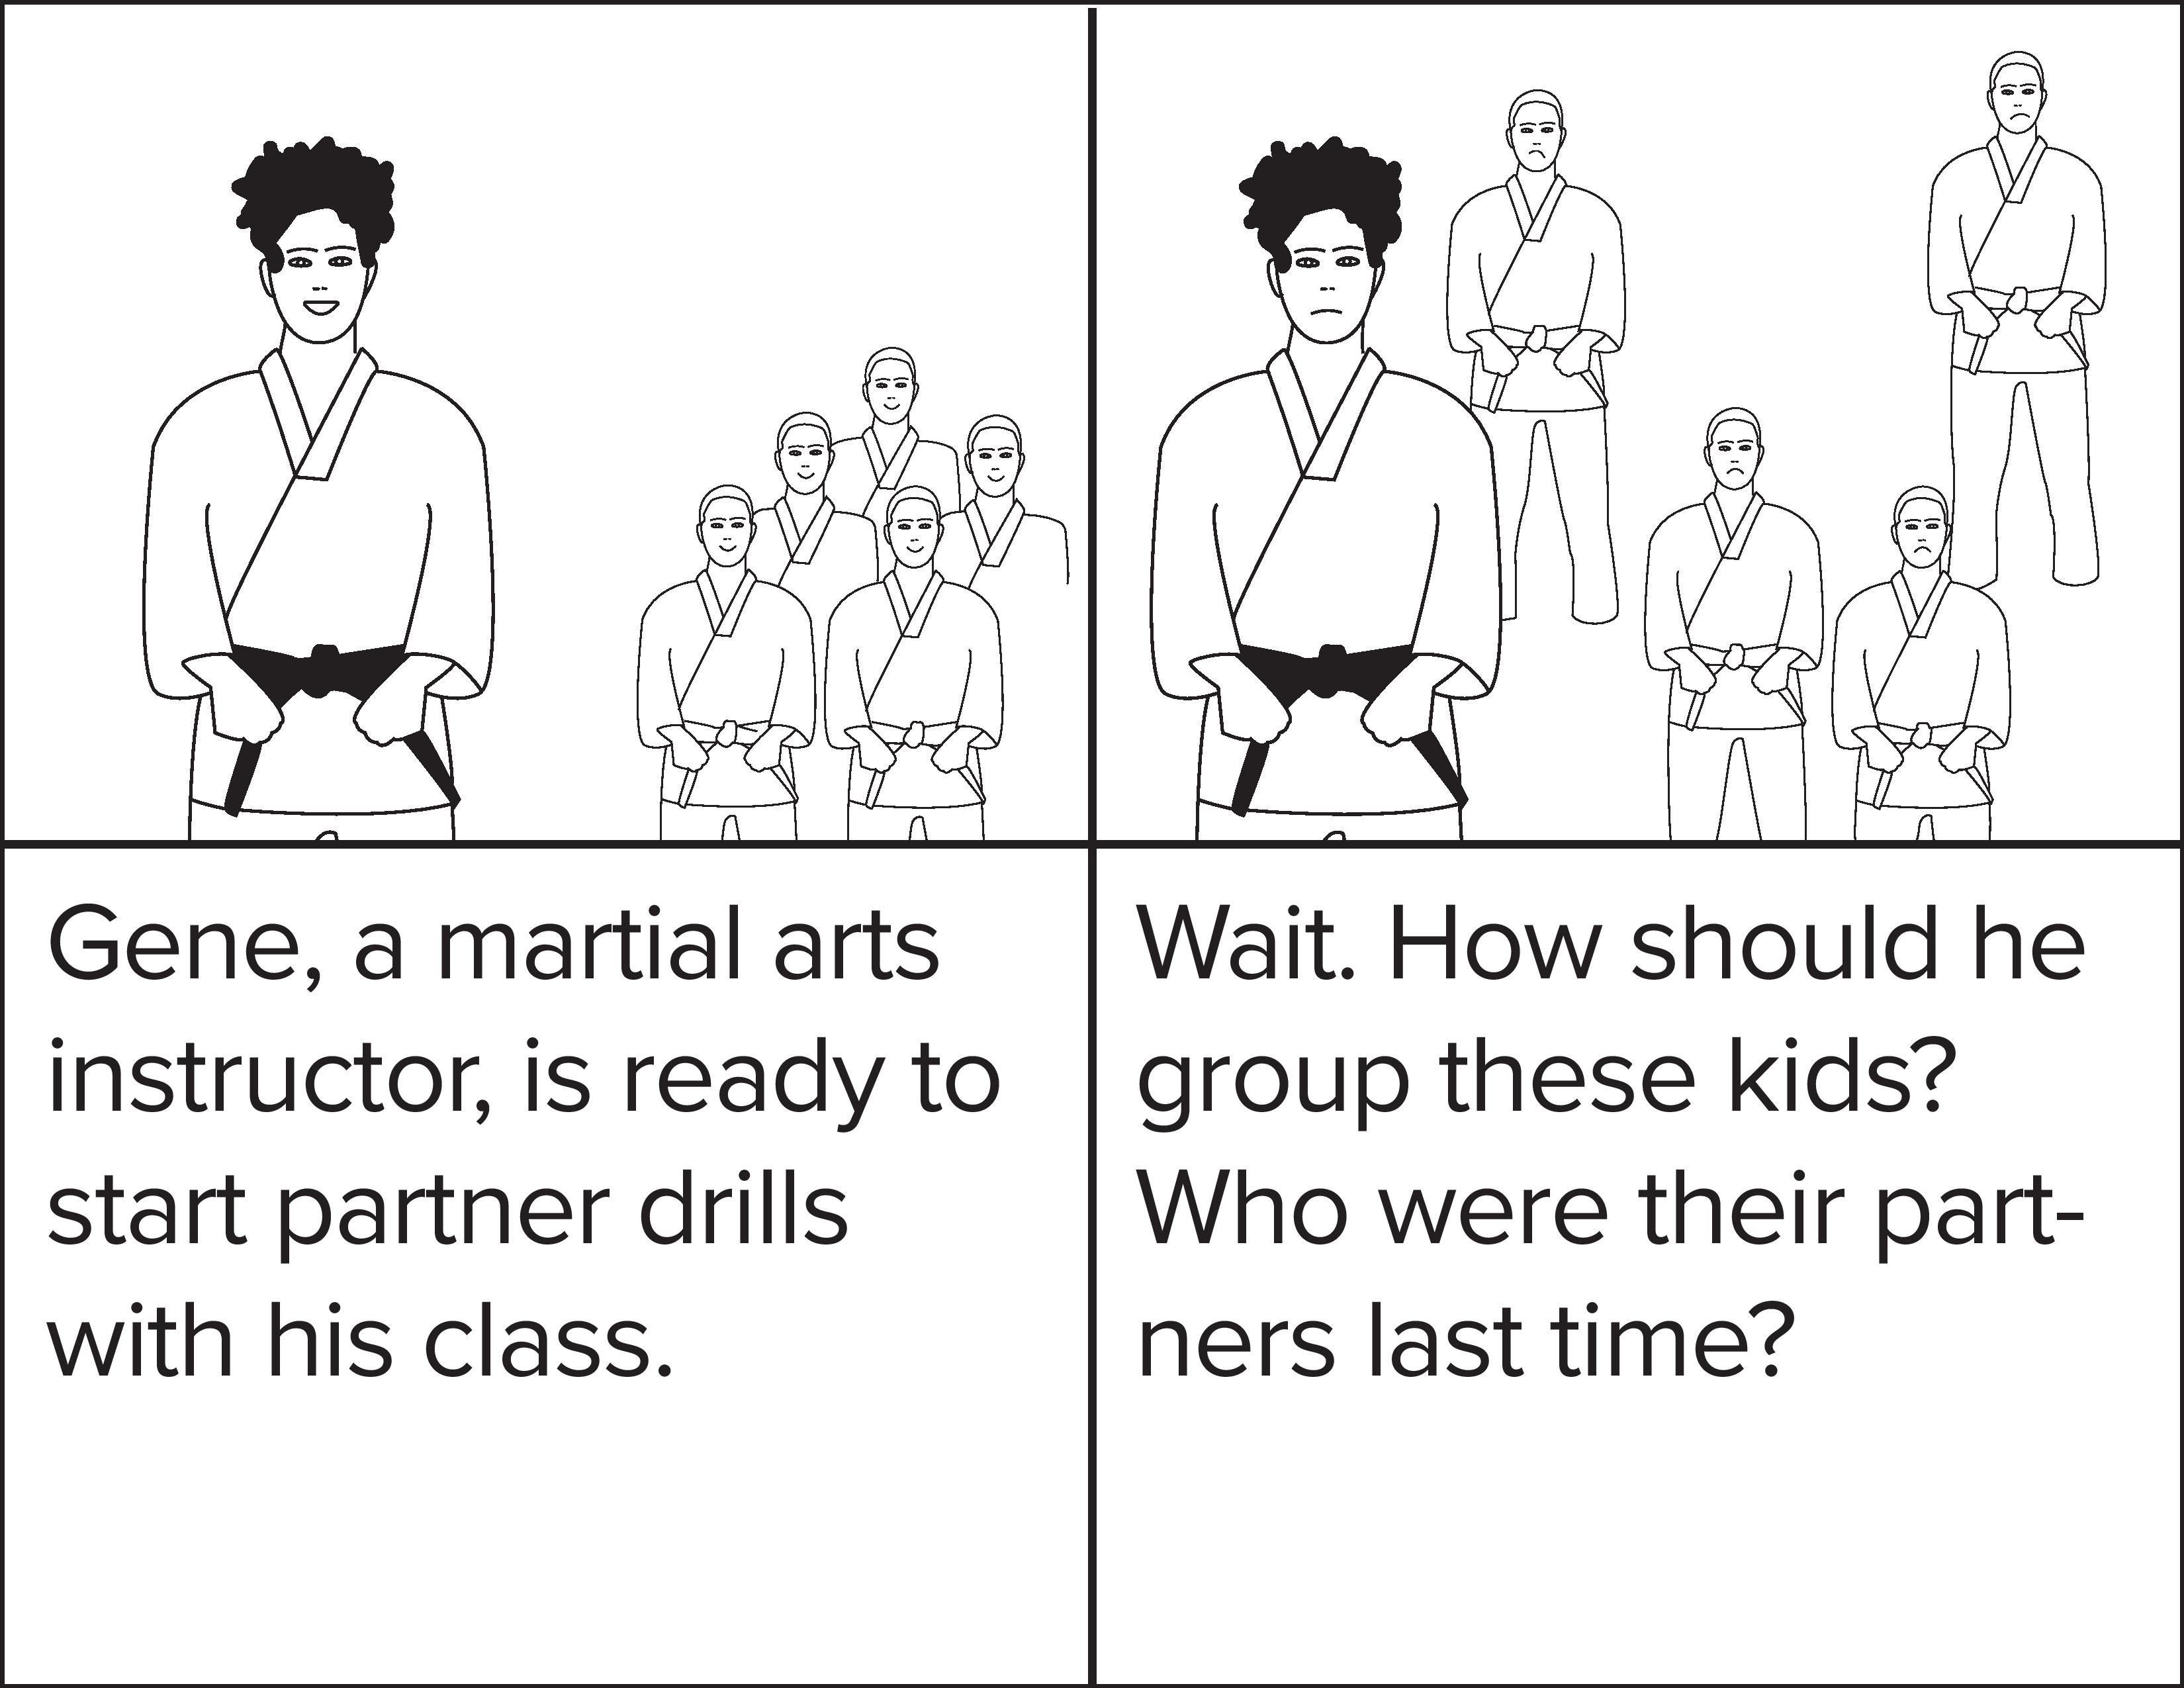 Gene, a martial arts
instructor, is ready to
start partner drills
with his class.
Wait. How should he
group these kids?
Who were their part-
ners last time?